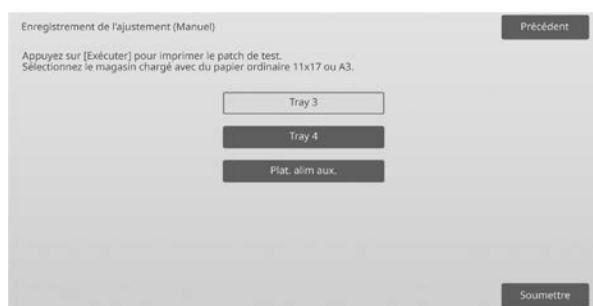 Enregistrement de l'ajustement (Manuel)
Précédent
Appuyez sur [Exécuter] pour imprimer le patch de test.
Sélectionnez le magasin chargé avec du papier ordinaire 11x17 ou A3.
Tray 3
Tray 4
Plat. alim aux.
Soumettre